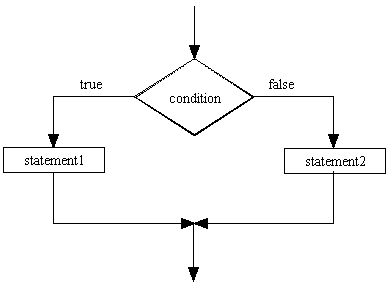 true
false
condition
statement1
statement2